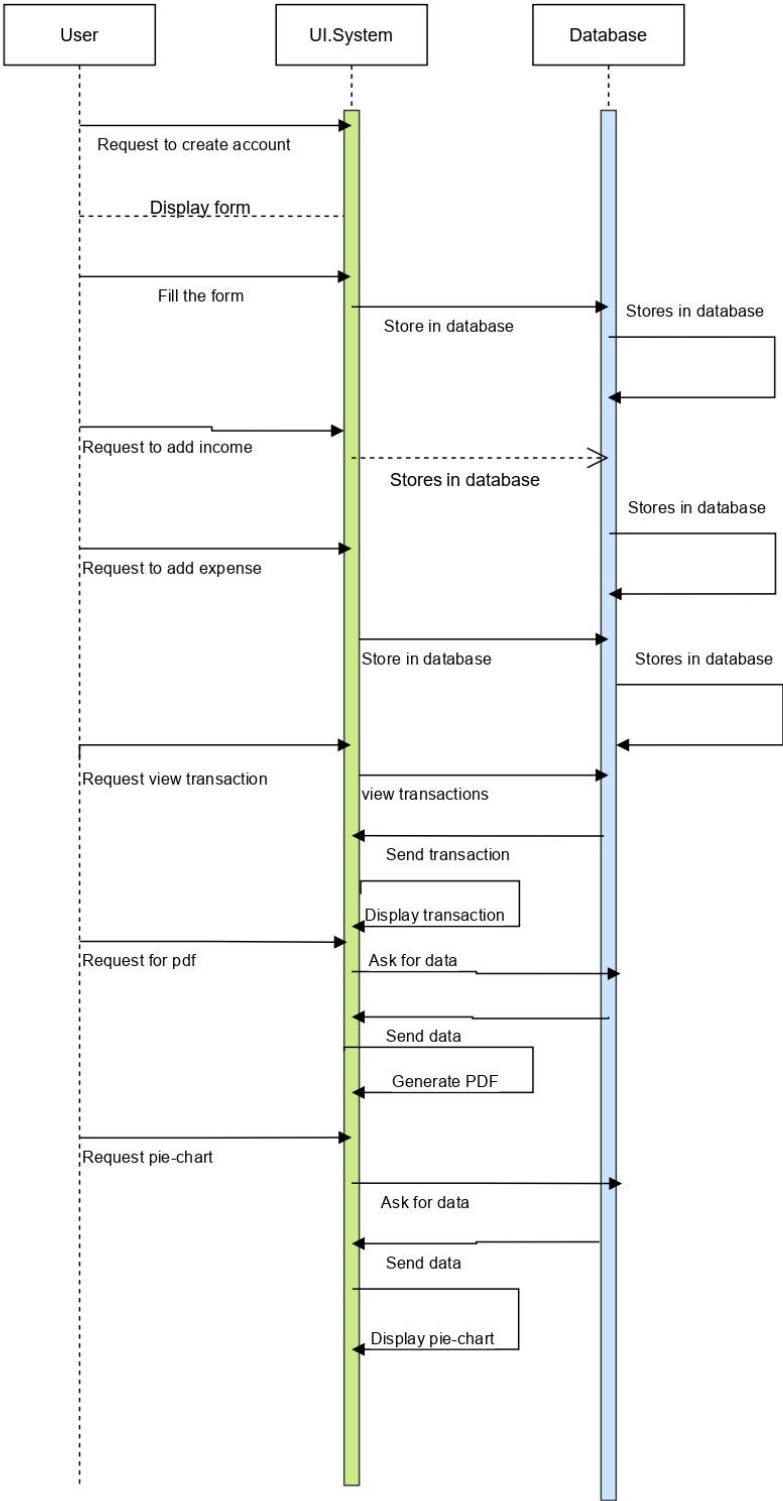 User
UI.System
Database
Request to create account
Display form
Fill the form
Store in database
Stores in database
Request to add income
Stores in database
Stores in database
Request to add expense
Store in database
Stores in database
Request view transaction
view transactions
Send transaction
Display transaction
Request for pdf
Ask for data
Send data
Generate PDF
Request pie-chart
Ask for data
Send data
Display pie-chart